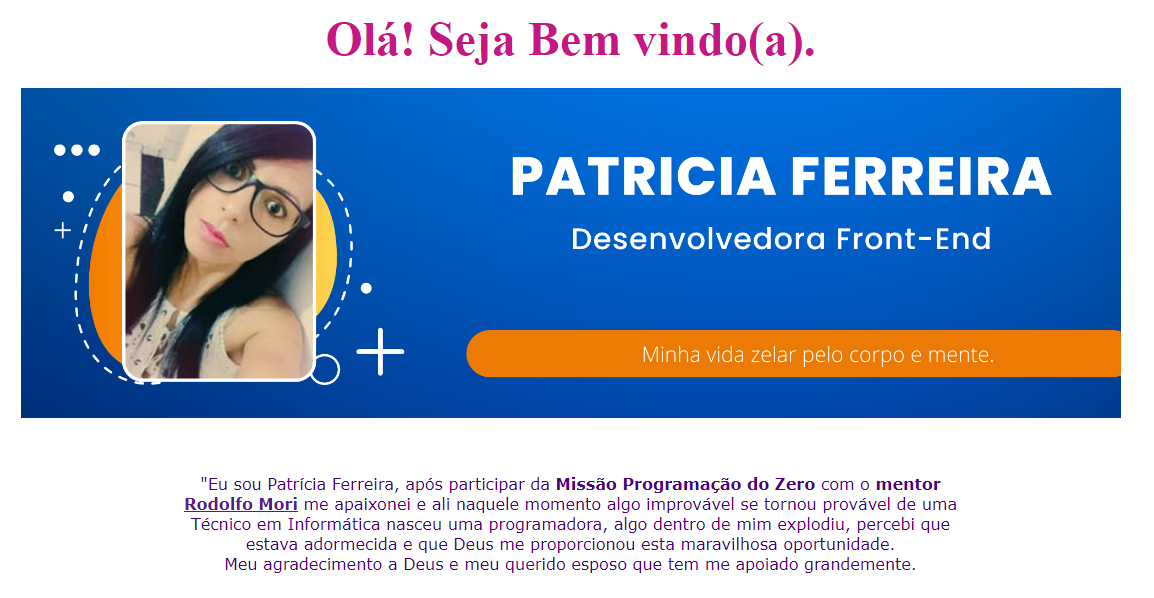 Olá! Seja Bem vindo(a).
PATRICIA FERREIRA
Desenvolvedora Front-End
Minha vida zelar pelo corpo e mente.
"Eu sou Patrícia Ferreira, após participar da Missão Programação do Zero com o mentor
Rodolfo Mori me apaixonei e ali naquele momento algo improvável se tornou provável de uma
Técnico em Informática nasceu uma programadora, algo dentro de mim explodiu, percebi que
estava adormecida e que Deus me proporcionou esta maravilhosa oportunidade.
Meu agradecimento a Deus e meu querido esposo que tem me apoiado grandemente.